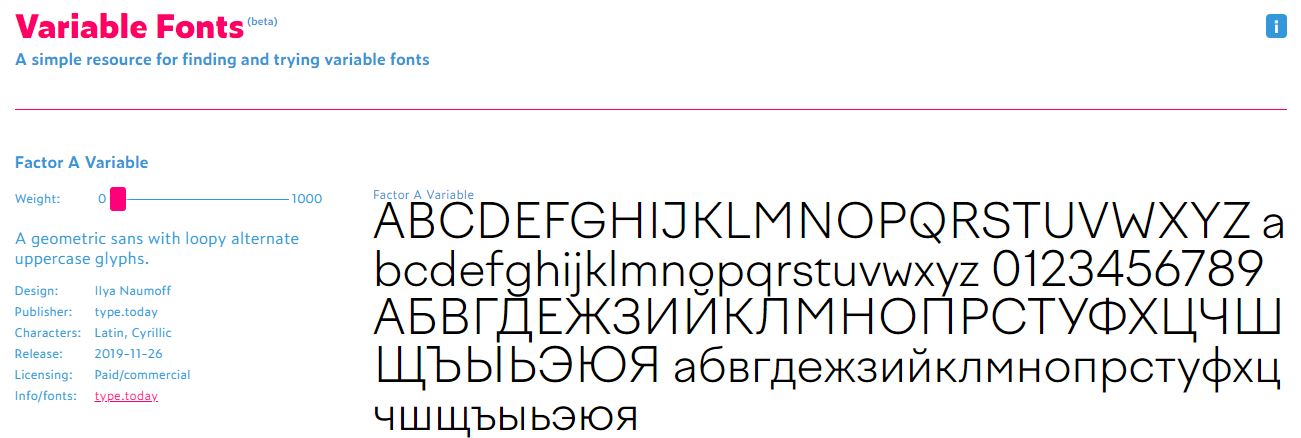 Variable Fonts (beta)
A simple resource for finding and trying variable fonts
i
Factor A Variable
Weight: 0 1000
A geometric sans with loopy alternate
uppercase glyphs.
Design: Ilya Naumoff
Publisher: type.today
Characters: Latin, Cyrillic
Release: 2019-11-26
Licensing: Paid/commercial
Info/fonts: type.today
Factor A Variable
ABCDEFGHIJKLMNOPQRSTUVWXYZ a
bcdefghijklmnopqrstuvwxyz 0123456789
АБВГДЕЖЗИЙКЛМНОПРСТУФХЦЧШ
ЩЪЫЬЭЮЯ абвгдежзийклмнопрстуфхц
чшщъыьэюя